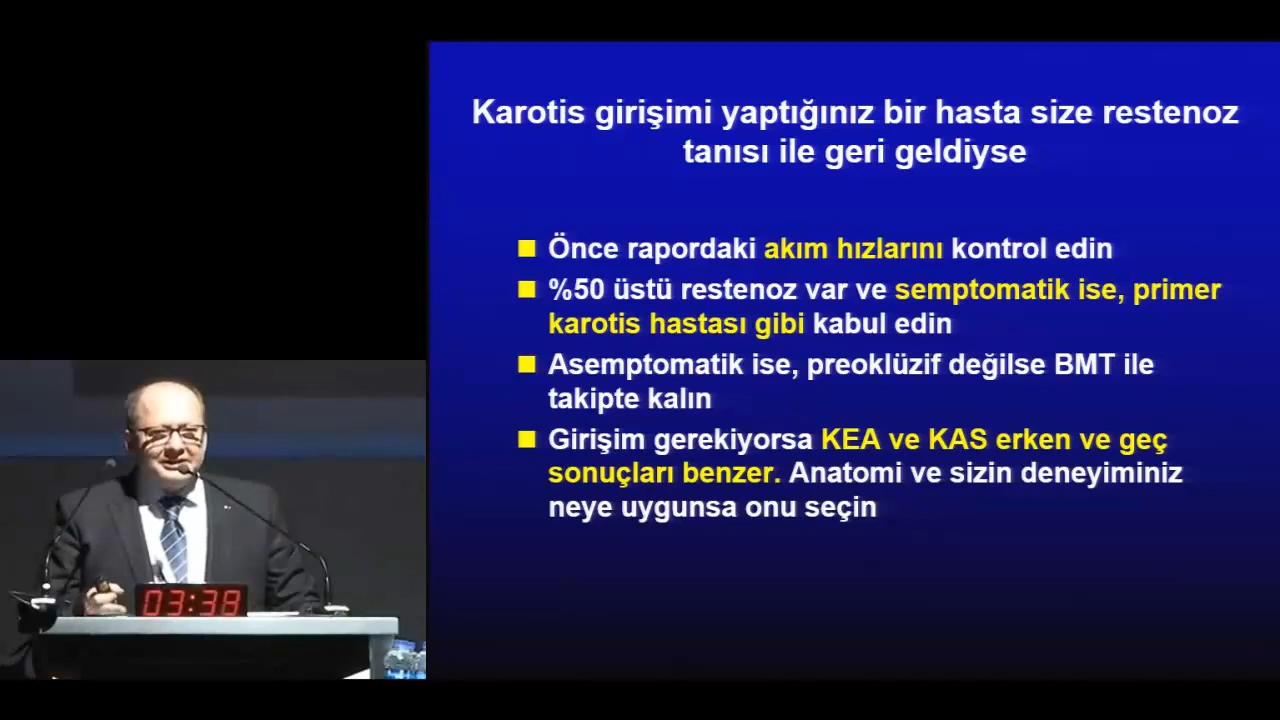 Karotis girişimi yaptığınız bir hasta size restenoz
tanısı ile geri geldiyse
Önce rapordaki akım hızlarını kontrol edin
%50 üstü restenoz var ve semptomatik ise, primer
karotis hastası gibi kabul edin
Asemptomatik ise, preoklüzif değilse BMT ile
takipte kalın
Girişim gerekiyorsa KEA ve KAS erken ve geç
sonuçları benzer. Anatomi ve sizin deneyiminiz
neye uygunsa onu seçin
03:38